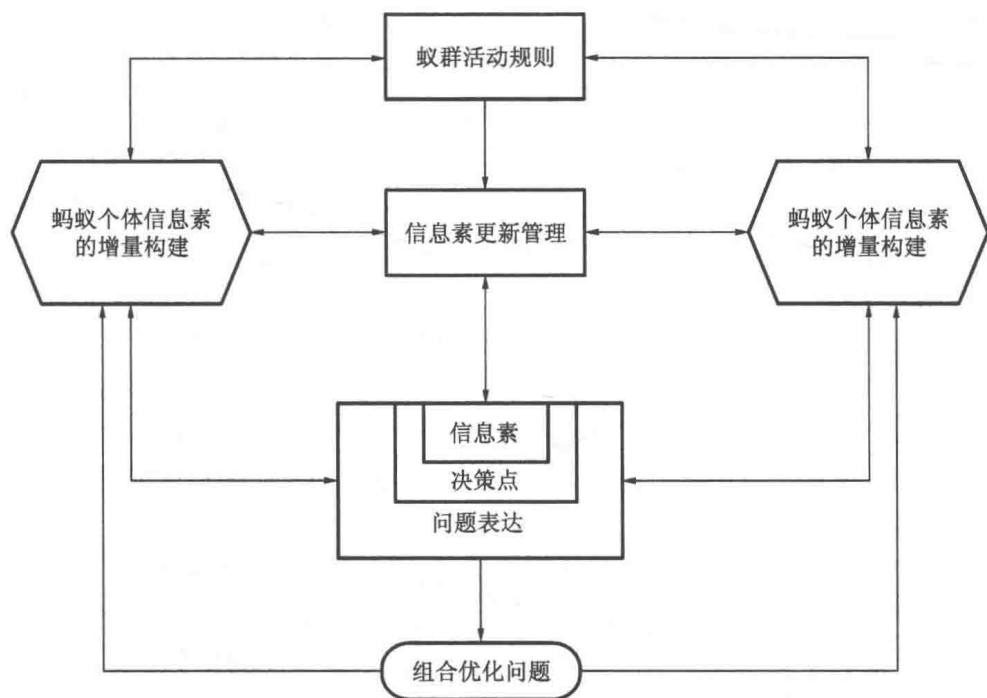 蚁群活动规则
蚂蚁个体信息素
的增量构建
信息素更新管理
蚂蚁个体信息素
的增量构建
信息素
决策点
问题表达
组合优化问题